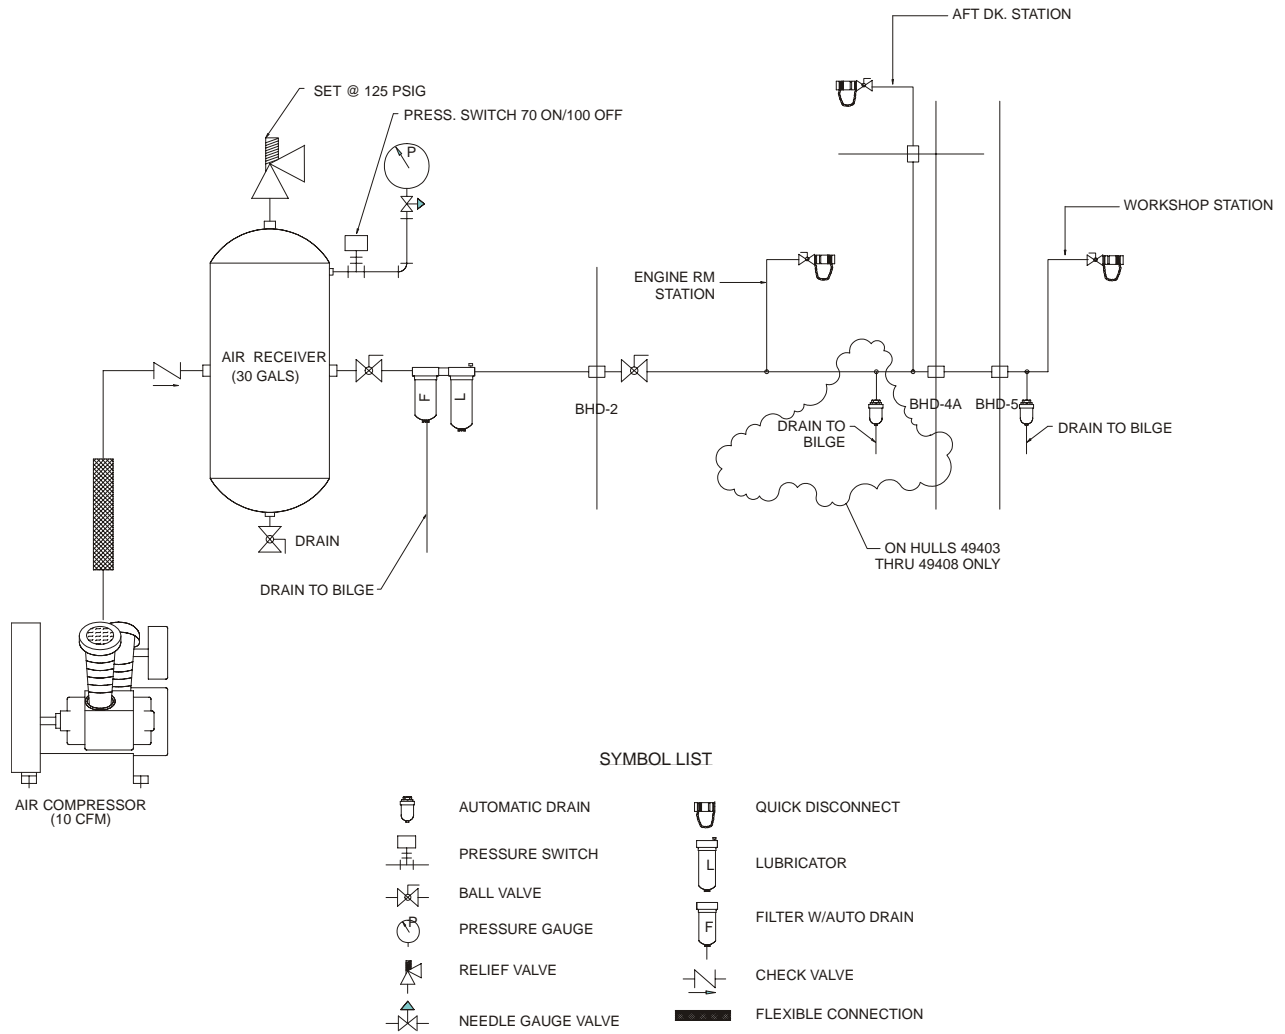 AFT DK. STATION
SET @ 125 PSIG
PRESS. SWITCH 70 ON/100 OFF
P
WORKSHOP STATION
ENGINE RM
STATION
AIR RECEIVER
(30 GALS)
F
L
BHD-2
BHD-4A
BHD-5
DRAIN TO
BILGE
DRAIN TO BILGE
DRAIN
ON HULLS 49403
THRU 49408 ONLY
DRAIN TO BILGE
AIR COMPRESSOR
(10 CFM)
SYMBOL LIST
AUTOMATIC DRAIN
PRESSURE SWITCH
BALL VALVE
P
PRESSURE GAUGE
RELIEF VALVE
NEEDLE GAUGE VALVE
QUICK DISCONNECT
L
LUBRICATOR
F
FILTER W/AUTO DRAIN
CHECK VALVE
FLEXIBLE CONNECTION